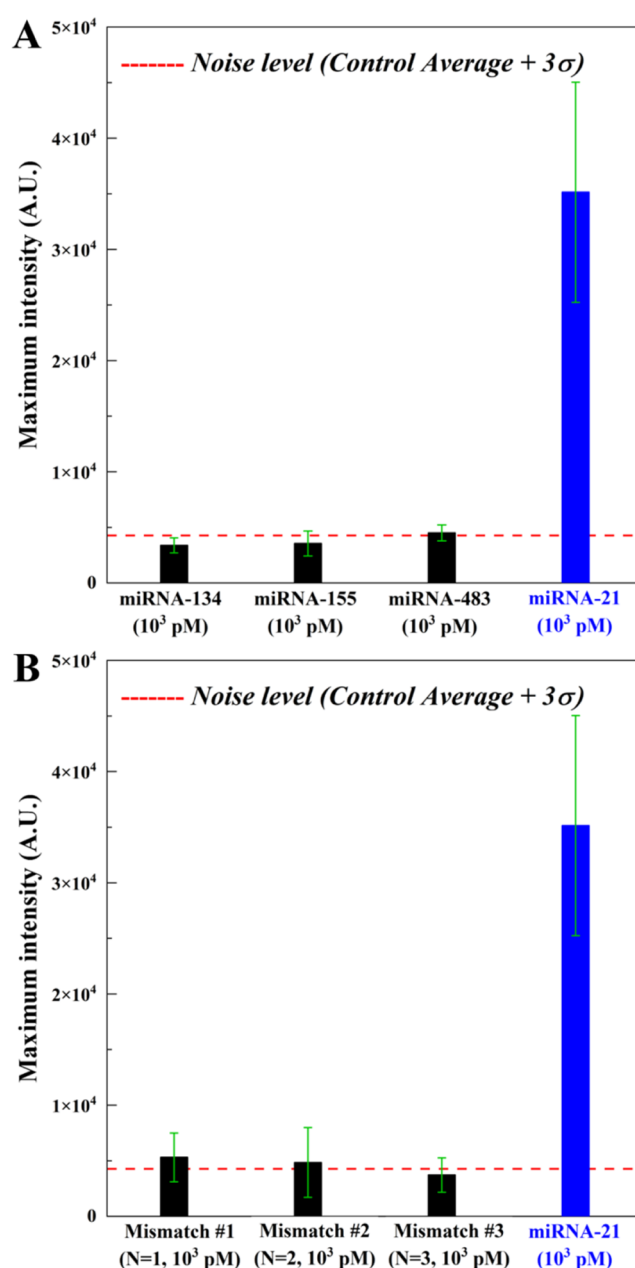 A
Noise level (Control Average + 3σ)
Maximum intensity (A.U.)
5×10⁴
4×10⁴
3×10⁴
2×10⁴
1×10⁴
0
miRNA-134 miRNA-155 miRNA-483 miRNA-21
(10³ pM) (10³ pM) (10³ pM) (10³ pM)
B
Noise level (Control Average + 3σ)
Maximum intensity (A.U.)
5×10⁴
4×10⁴
3×10⁴
2×10⁴
1×10⁴
0
Mismatch #1 Mismatch #2 Mismatch #3 miRNA-21
(N=1, 10³ pM) (N=2, 10³ pM) (N=3, 10³ pM) (10³ pM)